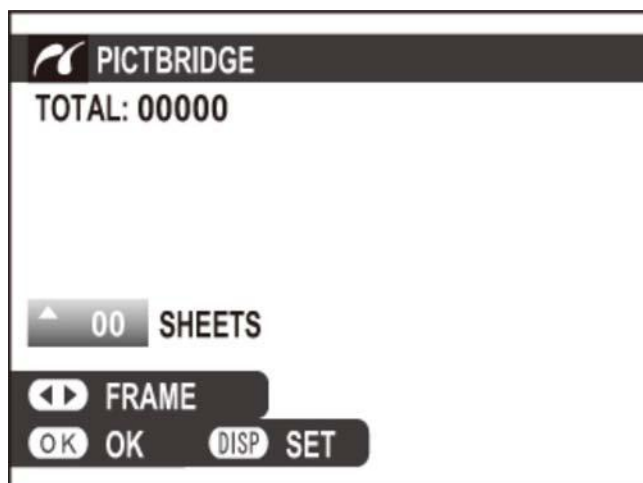 PICTBRIDGE
TOTAL: 00000
00 SHEETS
FRAME
OK OK DISP SET